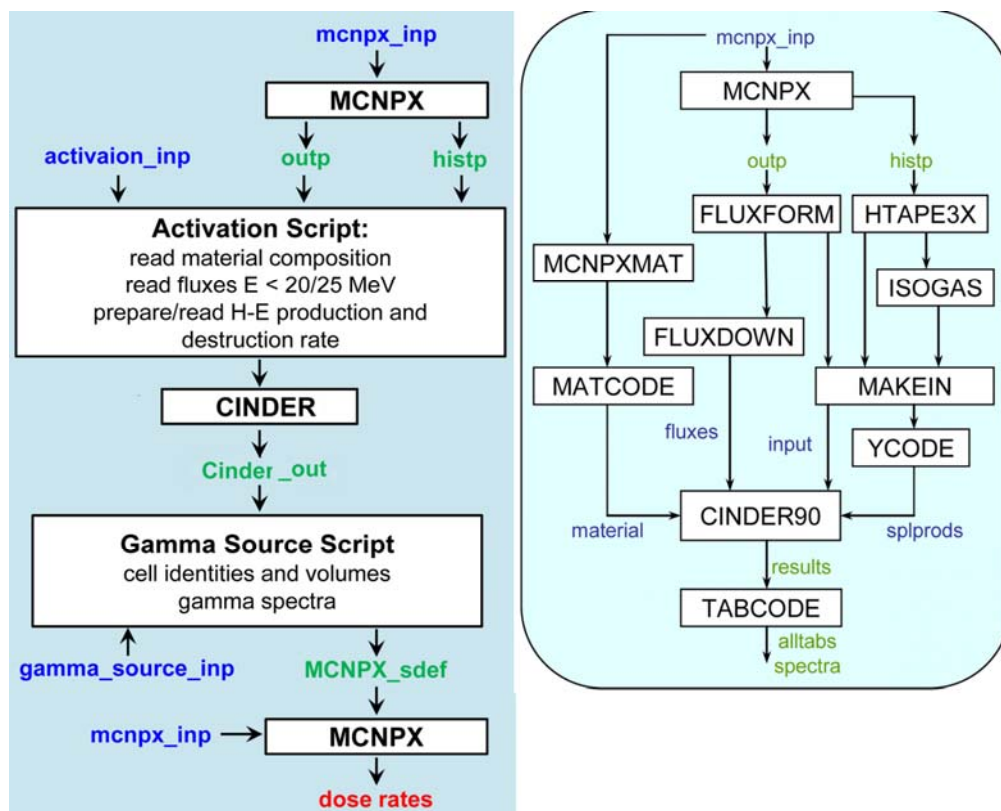 mcnpx_inp
MCNPX
activaion_inp
outp
histp
Activation Script:
read material composition
read fluxes E < 20/25 MeV
prepare/read H-E production and
destruction rate
CINDER
Cinder_out
Gamma Source Script
cell identities and volumes
gamma spectra
gamma_source_inp
MCNPX_sdef
mcnpx_inp
MCNPX
dose rates
mcnpx_inp
MCNPX
outp
histp
FLUXFORM
HTAPE3X
MCNPXMAT
ISOGAS
FLUXDOWN
MATCODE
MAKEIN
fluxes
input
YCODE
material
CINDER90
splprods
results
TABCODE
alltabs
spectra